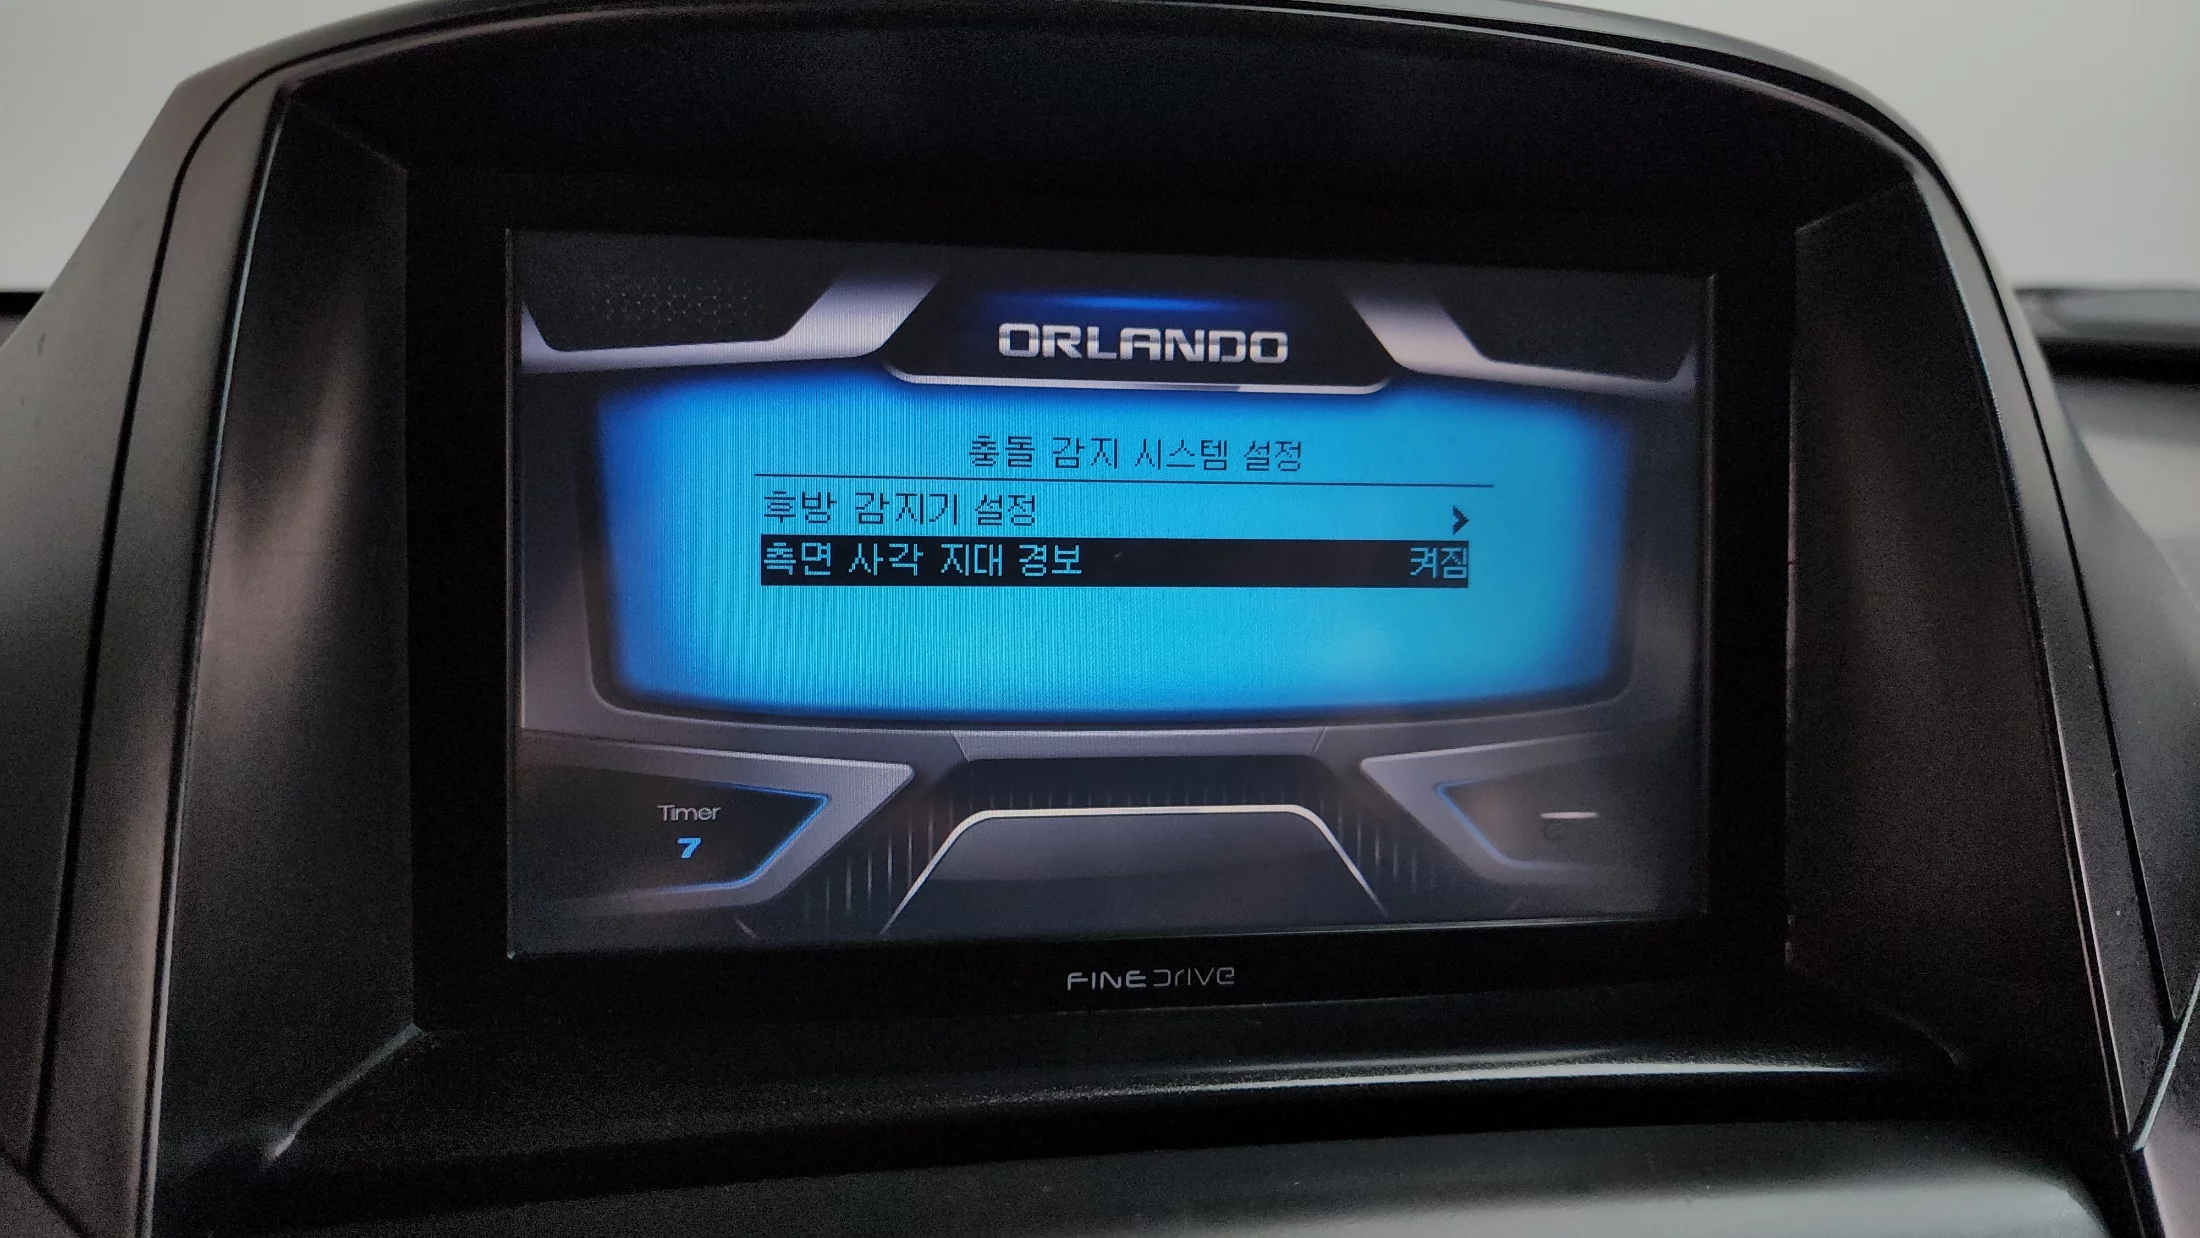 ORLANDO
충돌 감지 시스템 설정
후방 감지기 설정 >
측면 사각 지대 경보 켜짐
Timer
7
FINEDrive